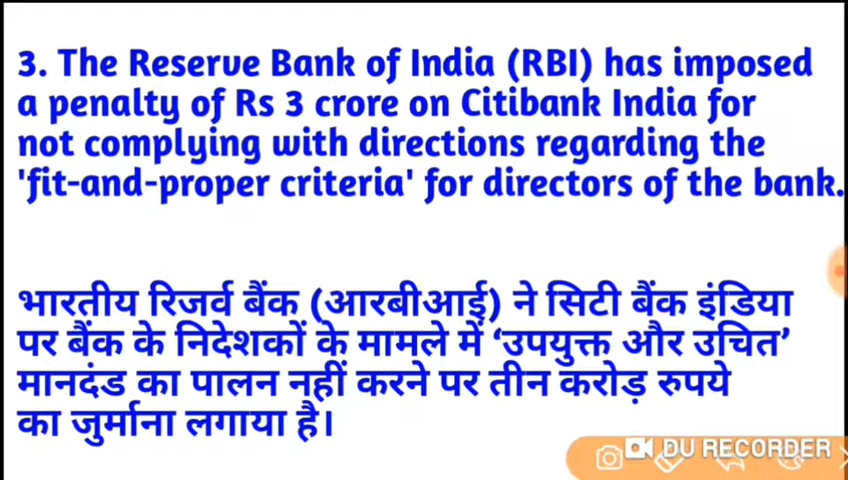 3. The Reserve Bank of India (RBI) has imposed
a penalty of Rs 3 crore on Citibank India for
not complying with directions regarding the
'fit-and-proper criteria' for directors of the bank.
भारतीय रिजर्व बैंक (आरबीआई) ने सिटी बैंक इंडिया
पर बैंक के निदेशकों के मामले में ‘उपयुक्त और उचित’
मानदंड का पालन नहीं करने पर तीन करोड़ रुपये
का जुर्माना लगाया है।
DU RECORDER